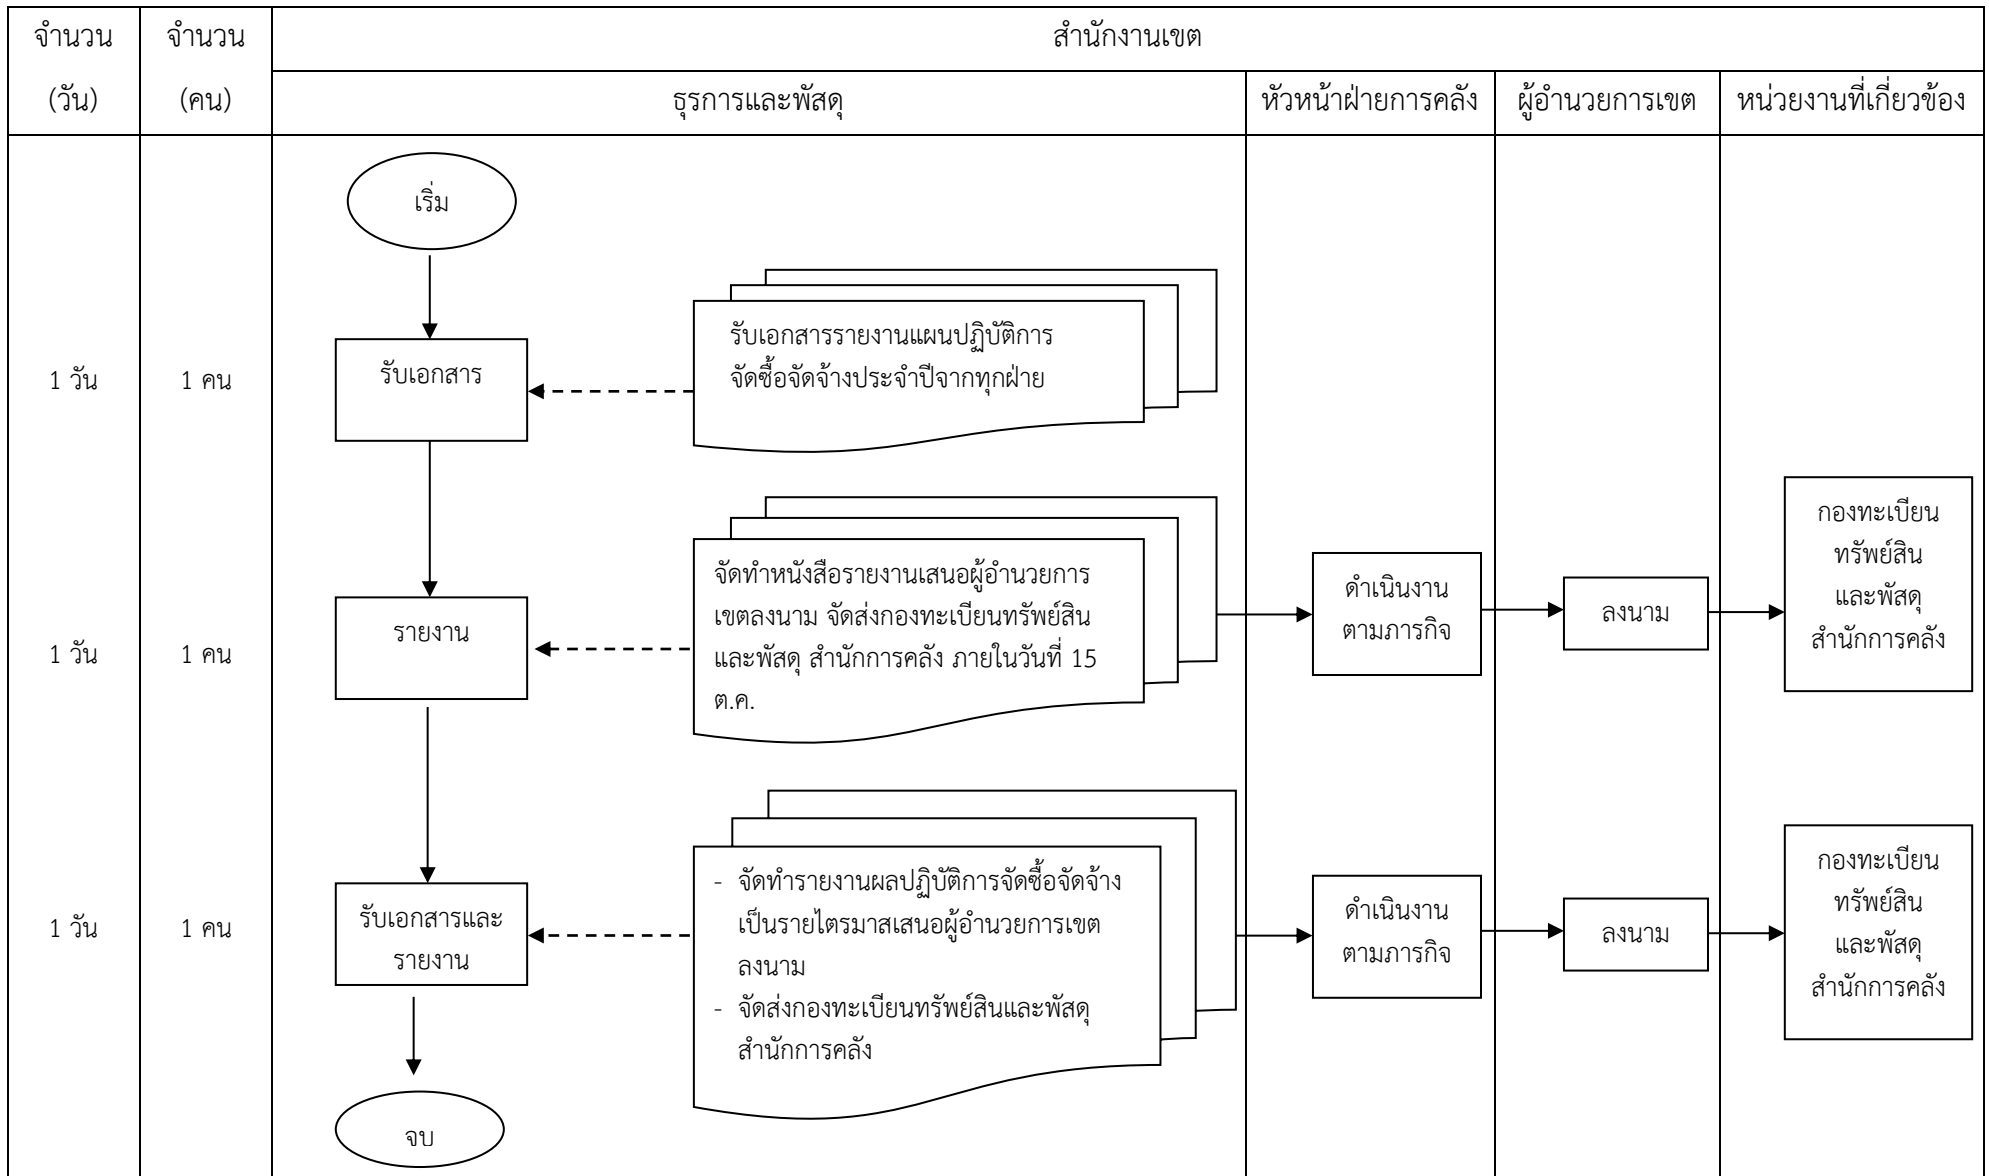 จำนวน
(วัน)
จำนวน
(คน)
สำนักงานเขต
ธุรการและพัสดุ
หัวหน้าฝ่ายการคลัง
ผู้อำนวยการเขต
หน่วยงานที่เกี่ยวข้อง
เริ่ม
1 วัน
1 คน
รับเอกสาร
รับเอกสารรายงานแผนปฏิบัติการ
จัดซื้อจัดจ้างประจำปีจากทุกฝ่าย
1 วัน
1 คน
รายงาน
จัดทำหนังสือรายงานเสนอผู้อำนวยการ
เขตลงนาม จัดส่งกองทะเบียนทรัพย์สิน
และพัสดุ สำนักการคลัง ภายในวันที่ 15
ต.ค.
ดำเนินงาน
ตามภารกิจ
ลงนาม
กองทะเบียน
ทรัพย์สิน
และพัสดุ
สำนักการคลัง
1 วัน
1 คน
รับเอกสารและ
รายงาน
- จัดทำรายงานผลปฏิบัติการจัดซื้อจัดจ้าง
เป็นรายไตรมาสเสนอผู้อำนวยการเขต
ลงนาม
- จัดส่งกองทะเบียนทรัพย์สินและพัสดุ
สำนักการคลัง
ดำเนินงาน
ตามภารกิจ
ลงนาม
กองทะเบียน
ทรัพย์สิน
และพัสดุ
สำนักการคลัง
จบ